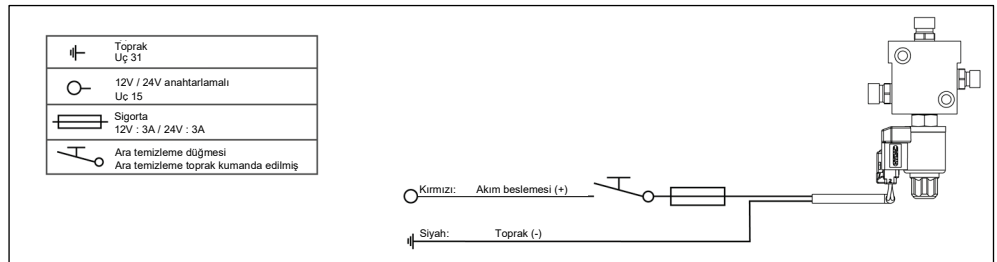 Toprak
Uç 31
12V / 24V anahtarlamalı
Uç 15
Sigorta
12V : 3A / 24V : 3A
Ara temizleme düğmesi
Ara temizleme toprak kumanda edilmiş
Kırmızı: Akım beslemesi (+)
Siyah: Toprak (-)